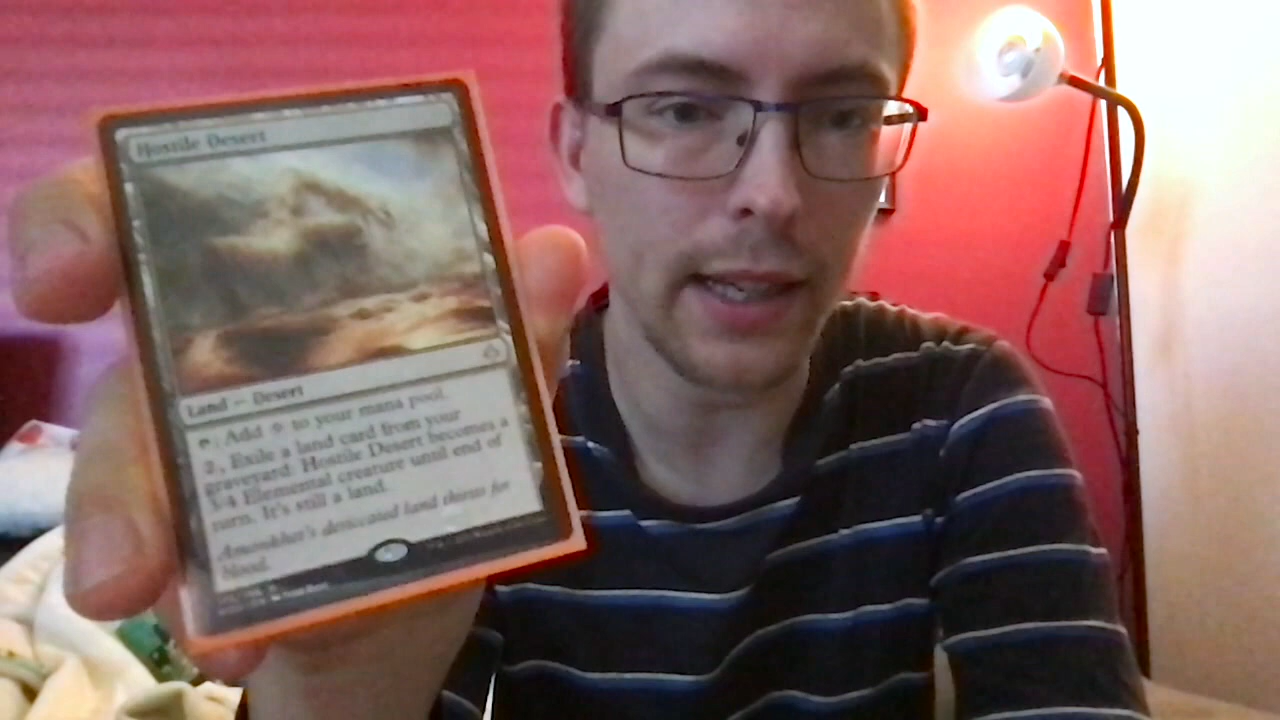 Hostile Desert
Land — Desert
: Add to your mana pool.
2, Exile a land card from your
graveyard: Hostile Desert becomes a
3/4 Elemental creature until end of
turn. It's still a land.
Amonkhet's desiccated land thirsts for
blood.